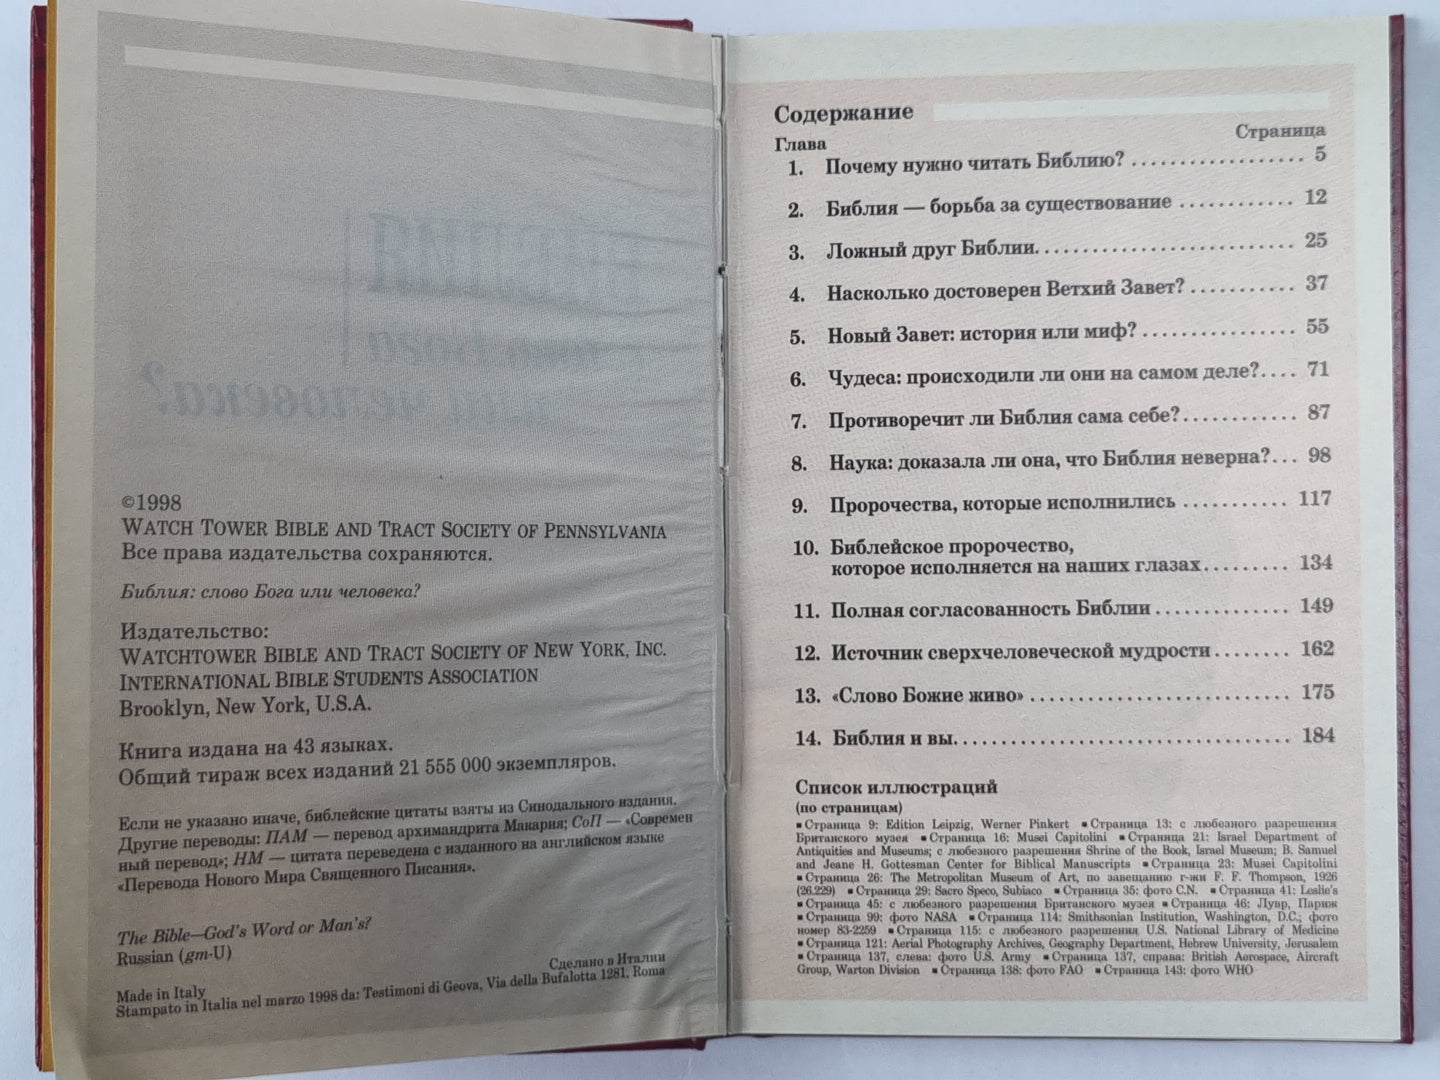 ©1998
WATCH TOWER BIBLE AND TRACT SOCIETY OF PENNSYLVANIA
Все права издательства сохраняются.
Библия: слово Бога или человека?
Издательство:
WATCHTOWER BIBLE AND TRACT SOCIETY OF NEW YORK, INC.
INTERNATIONAL BIBLE STUDENTS ASSOCIATION
Brooklyn, New York, U.S.A.
Книга издана на 43 языках.
Общий тираж всех изданий 21 555 000 экземпляров.
Если не указано иначе, библейские цитаты взяты из Синодального издания.
Другие переводы: ПАМ — перевод архимандрита Макария; СоП — «Современ
ный перевод»; НМ — цитата переведена с изданного на английском языке
«Перевода Нового Мира Священного Писания».
The Bible—God's Word or Man's?
Russian (gm-U)
Сделано в Италии
Made in Italy
Stampato in Italia nel marzo 1998 da: Testimoni di Geova, Via della Bufalotta 1281, Roma
Содержание
Глава Страница
1. Почему нужно читать Библию? .................. 5
2. Библия — борьба за существование ............ 12
3. Ложный друг Библии. ........................ 25
4. Насколько достоверен Ветхий Завет? .......... 37
5. Новый Завет: история или миф? ............... 55
6. Чудеса: происходили ли они на самом деле?.... 71
7. Противоречит ли Библия сама себе?........... 87
8. Наука: доказала ли она, что Библия неверна?... 98
9. Пророчества, которые исполнились ........... 117
10. Библейское пророчество,
которое исполняется на наших глазах......... 134
11. Полная согласованность Библии ............. 149
12. Источник сверхчеловеческой мудрости ........ 162
13. «Слово Божие живо» ......................... 175
14. Библия и вы. ................................ 184
Список иллюстраций
(по страницам)
▪ Страница 9: Edition Leipzig, Werner Pinkert ▪ Страница 13: с любезного разрешения
Британского музея ▪ Страница 16: Musei Capitolini ▪ Страница 21: Israel Department of
Antiquities and Museums; с любезного разрешения Shrine of the Book, Israel Museum; D. Samuel
and Jeane H. Gottesman Center for Biblical Manuscripts ▪ Страница 23: Musei Capitolini
▪ Страница 26: The Metropolitan Museum of Art, по завещанию г-жи F. F. Thompson, 1926
(26.229) ▪ Страница 29: Sacro Speco, Subiaco ▪ Страница 35: фото C.N. ▪ Страница 41: Leslie's
▪ Страница 45: с любезного разрешения Британского музея ▪ Страница 46: Лувр, Париж
▪ Страница 99: фото NASA ▪ Страница 114: Smithsonian Institution, Washington, D.C.; фото
номер 83-2259 ▪ Страница 115: с любезного разрешения U.S. National Library of Medicine
▪ Страница 121: Aerial Photography Archives, Geography Department, Hebrew University, Jerusalem
▪ Страница 137, слева: фото U.S. Army ▪ Страница 137, справа: British Aerospace, Aircraft
Group, Warton Division ▪ Страница 138: фото FAO ▪ Страница 143: фото WHO